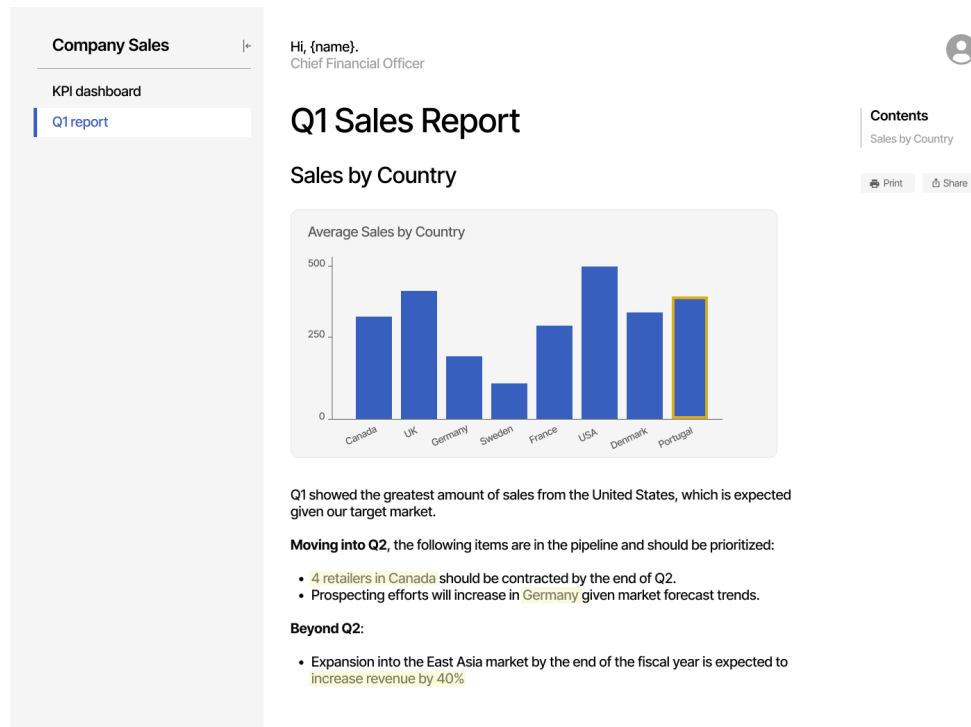 Company Sales
KPI dashboard
Q1 report
Hi, {name}.
Chief Financial Officer
Q1 Sales Report
Sales by Country
Average Sales by Country
500
250
0
Canada
UK
Germany
Sweden
France
USA
Denmark
Portugal
Q1 showed the greatest amount of sales from the United States, which is expected
given our target market.
Moving into Q2, the following items are in the pipeline and should be prioritized:
• 4 retailers in Canada should be contracted by the end of Q2.
• Prospecting efforts will increase in Germany given market forecast trends.
Beyond Q2:
• Expansion into the East Asia market by the end of the fiscal year is expected to
increase revenue by 40%
Contents
Sales by Country
Print
Share